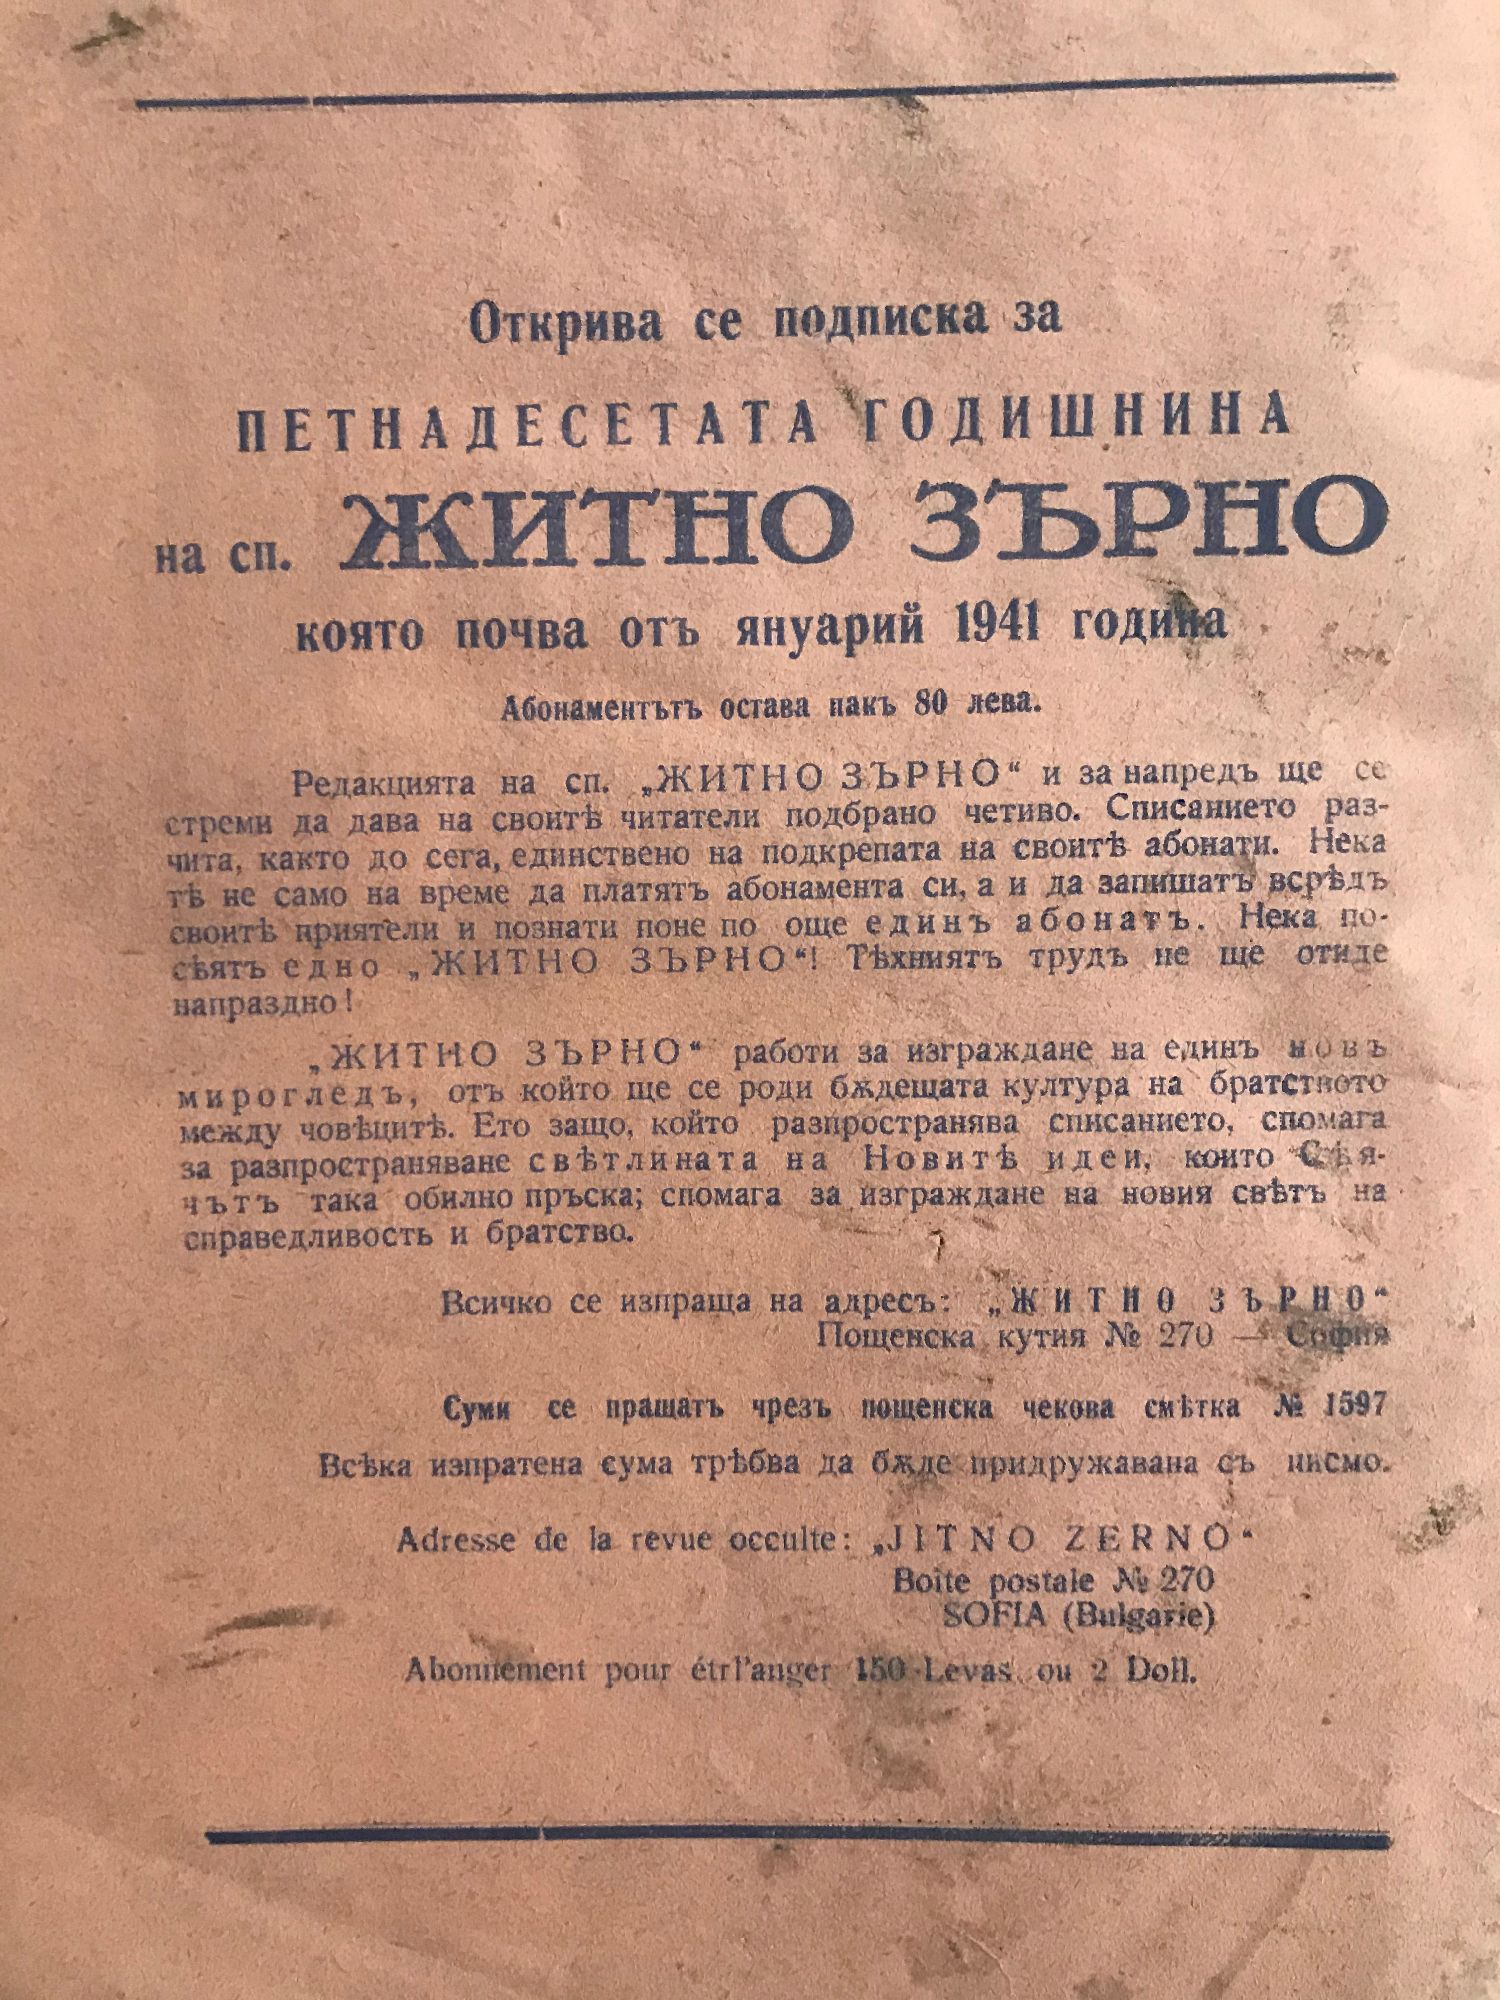 Открива се подписка за
ПЕТНАДЕСЕТАТА ГОДИШНИНА
на сп. ЖИТНО ЗЪРНО
която почва отъ януарий 1941 година
Абонаментътъ остава пакъ 80 лева.
Редакцията на сп. „ЖИТНО ЗЪРНО“ и за напредъ ще се
стреми да дава на своитѣ читатели подбрано четиво. Списанието раз-
чита, както до сега, единствено на подкрепата на своитѣ абонати. Нека
тѣ не само на време да платятъ абонамента си, а и да запишатъ всрѣдъ
своитѣ приятели и познати поне по още единъ абонатъ. Нека по-
сѣятъ едно „ЖИТНО ЗЪРНО“! Тѣхниятъ трудъ не ще отиде
напраздно!
„ЖИТНО ЗЪРНО“ работи за изграждане на единъ новъ
мирогледъ, отъ който ще се роди бѫдещата култура на братството
между човѣцитѣ. Ето защо, който разпространява списанието, спомага
за разпространяване свѣтлината на Новитѣ идеи, които Сѣя-
чътъ така обилно пръска; спомага за изграждане на новия свѣтъ на
справедливость и братство.
Всичко се изпраща на адресъ: „ЖИТНО ЗЪРНО“
Пощенска кутия № 270 — София
Суми се пращатъ чрезъ пощенска чекова смѣтка № 1597
Всѣка изпратена сума трѣбва да бѫде придружавана съ писмо.
Adresse de la revue occulte: „JITNO ZERNO“
Boite postale № 270
SOFIA (Bulgarie)
Abonnement pour étrl'anger 150 Levas ou 2 Doll.